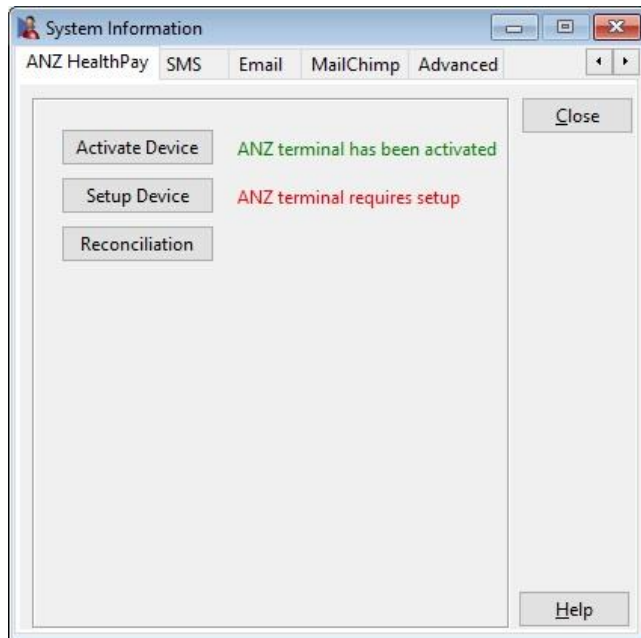 System Information
ANZ HealthPay SMS Email MailChimp Advanced
Close
Activate Device ANZ terminal has been activated
Setup Device ANZ terminal requires setup
Reconciliation
Help